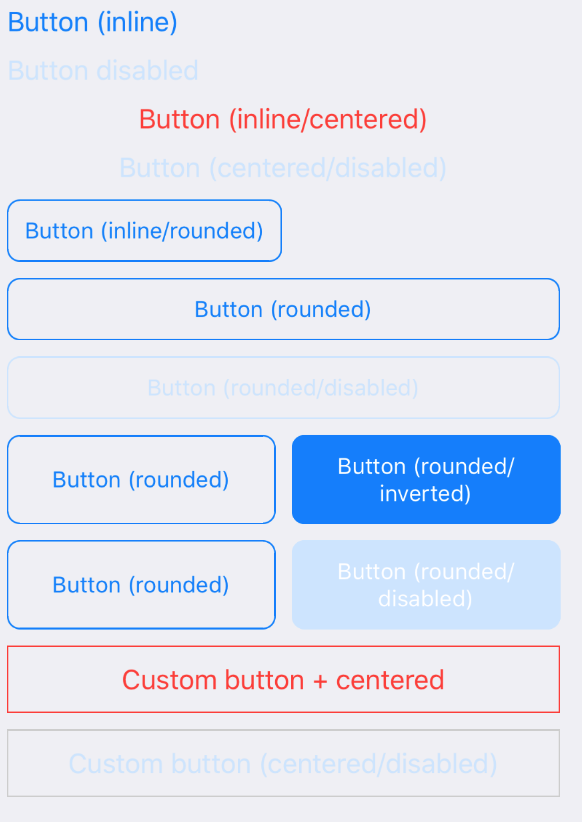 Button (inline)
Button disabled
Button (inline/centered)
Button (centered/disabled)
Button (inline/rounded)
Button (rounded)
Button (rounded/disabled)
Button (rounded)
Button (rounded/
inverted)
Button (rounded)
Button (rounded/
disabled)
Custom button + centered
Custom button (centered/disabled)